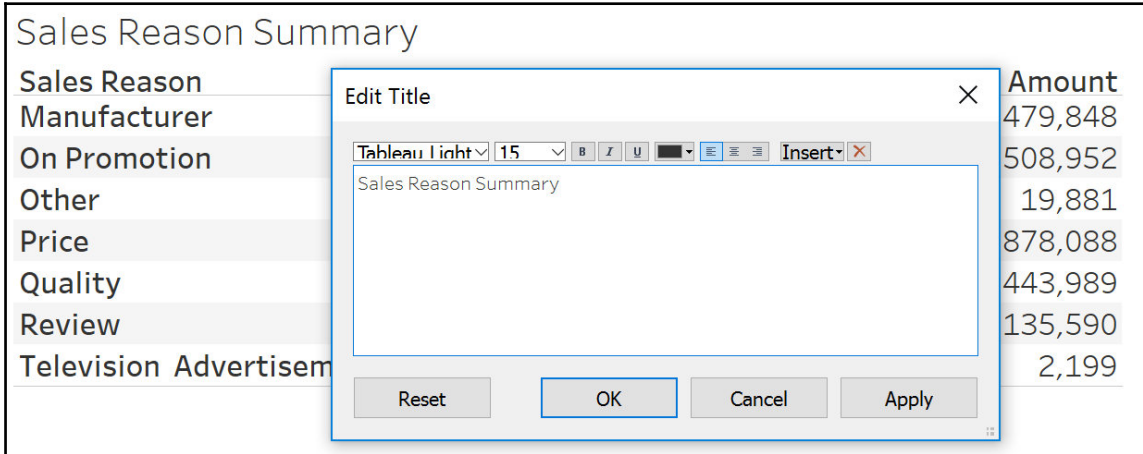 Sales Reason Summary
Sales Reason Amount
Edit Title
Manufacturer 479,848
On Promotion 508,952
Tableau Light 15 B I U Insert
Sales Reason Summary
Other 19,881
Price 878,088
Quality 443,989
Review 135,590
Television Advertisem 2,199
Reset OK Cancel Apply